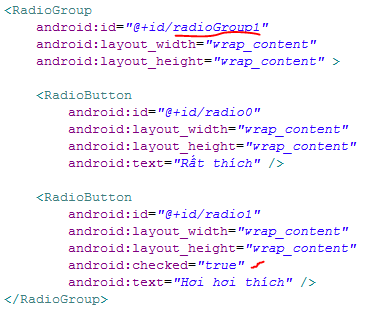 <RadioGroup
android:id="@+id/radioGroup1"
android:layout_width="wrap_content"
android:layout_height="wrap_content" >
<RadioButton
android:id="@+id/radio0"
android:layout_width="wrap_content"
android:layout_height="wrap_content"
android:text="Rất thích" />
<RadioButton
android:id="@+id/radio1"
android:layout_width="wrap_content"
android:layout_height="wrap_content"
android:checked="true"
android:text="Hơi hơi thích" />
</RadioGroup>